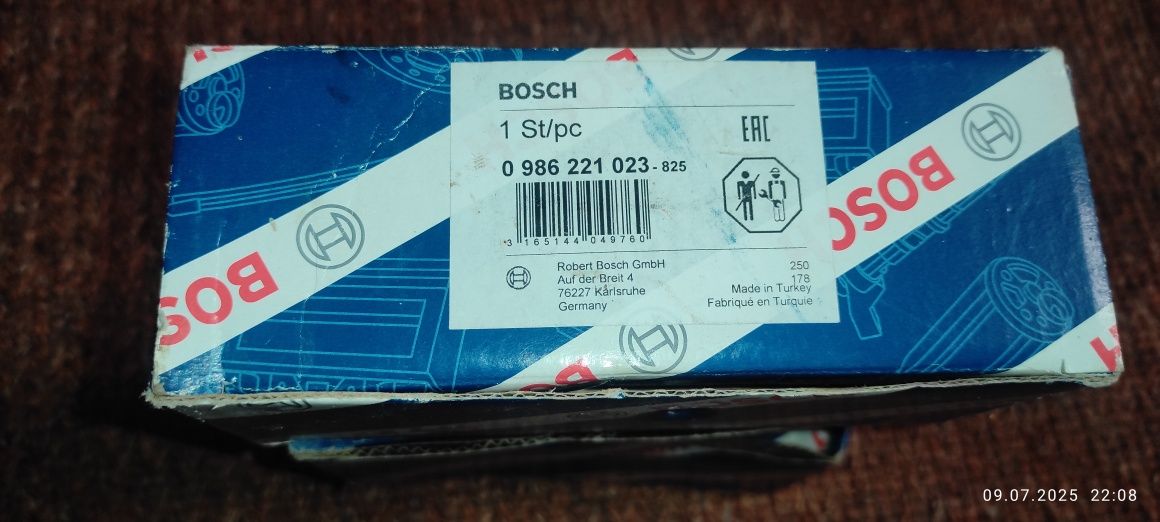 BOSCH
1 St/pc
EAC
0 986 221 023 - 825
3 165144 049760
Robert Bosch GmbH
Auf der Breit 4
76227 Karlsruhe
Germany
250
178
Made in Turkey
Fabriqué en Turquie
BOSCH
BOSCH
09.07.2025 22:08